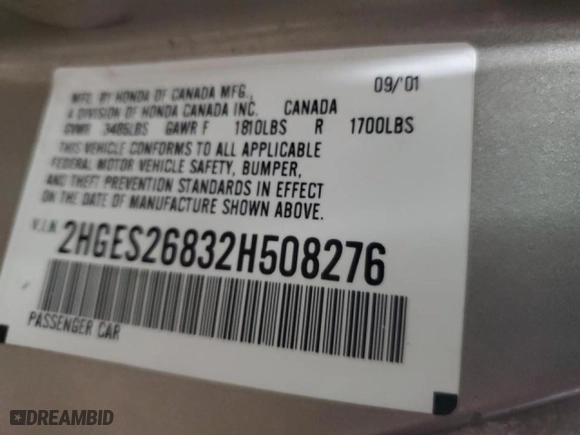 09/'01
MFD. BY HONDA OF CANADA MFG.,
A DIVISION OF HONDA CANADA INC. CANADA
GVWR 3485LBS GAWR F 1810LBS R 1700LBS
THIS VEHICLE CONFORMS TO ALL APPLICABLE
FEDERAL MOTOR VEHICLE SAFETY, BUMPER,
AND THEFT PREVENTION STANDARDS IN EFFECT
ON THE DATE OF MANUFACTURE SHOWN ABOVE.
V.I.N. 2HGES26832H508276
PASSENGER CAR
DREAMBID